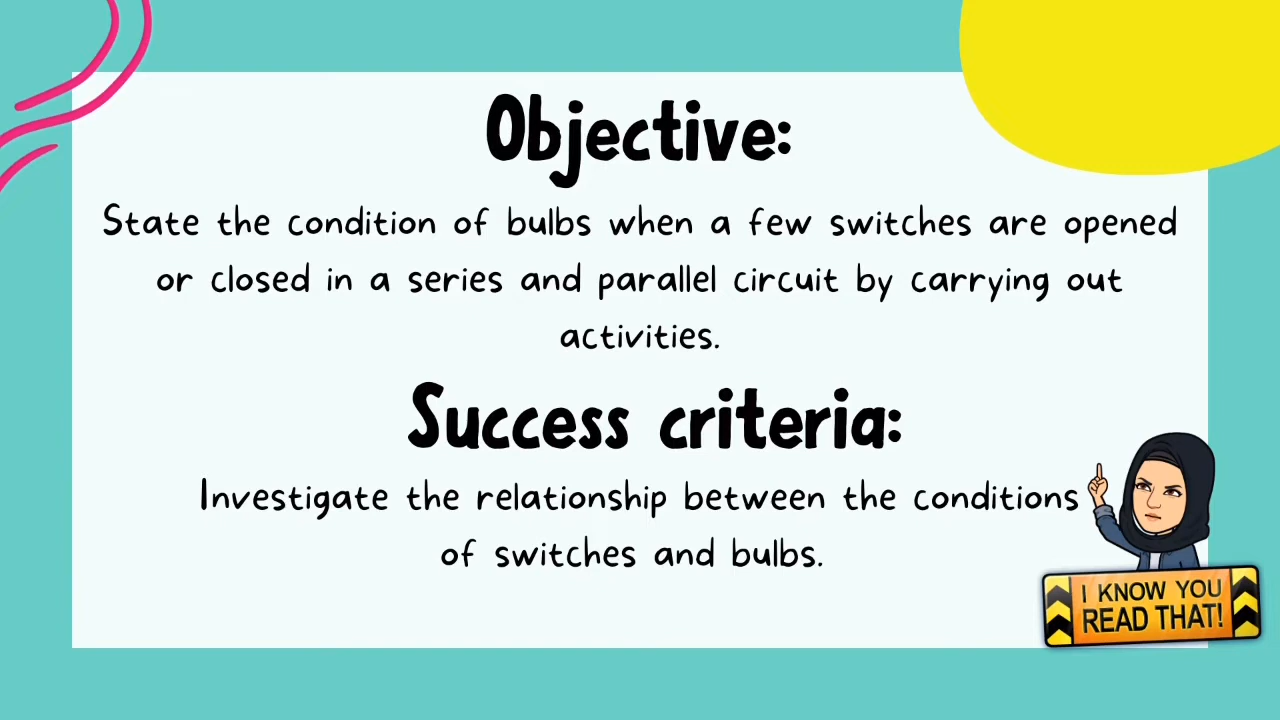 Objective:
State the condition of bulbs when a few switches are opened
or closed in a series and parallel circuit by carrying out
activities.
Success criteria:
Investigate the relationship between the conditions
of switches and bulbs.
I KNOW YOU
READ THAT!